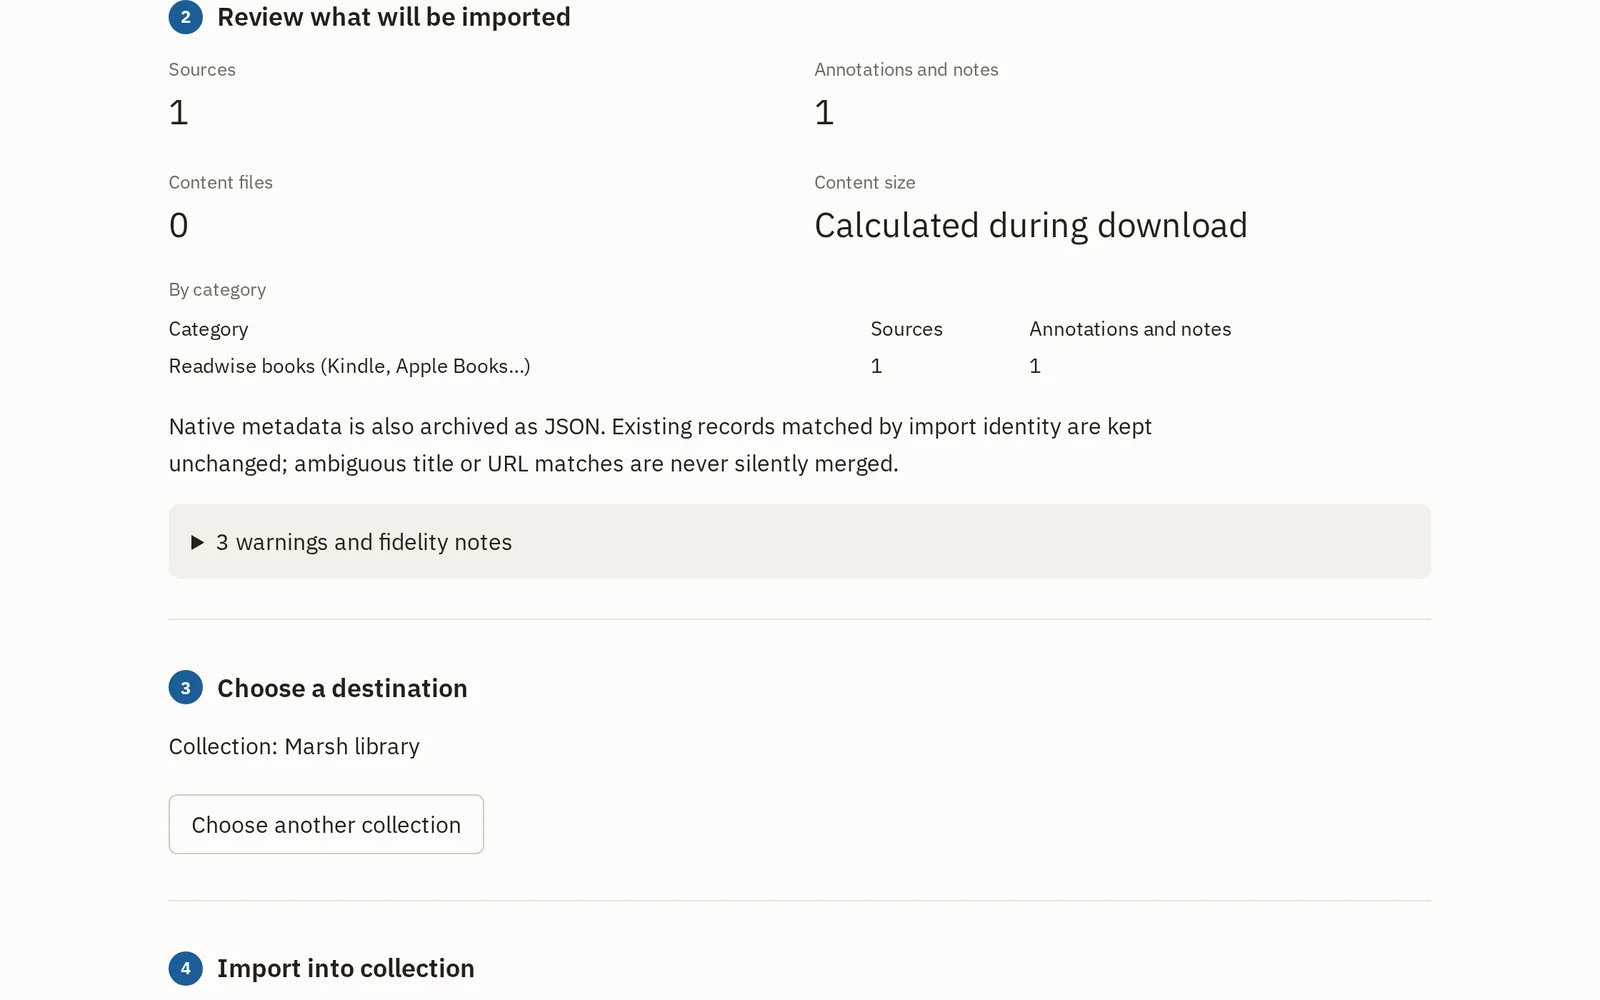 2 Review what will be imported
Sources
1
Annotations and notes
1
Content files
0
Content size
Calculated during download
By category
Category Sources Annotations and notes
Readwise books (Kindle, Apple Books…) 1 1
Native metadata is also archived as JSON. Existing records matched by import identity are kept
unchanged; ambiguous title or URL matches are never silently merged.
3 warnings and fidelity notes
3 Choose a destination
Collection: Marsh library
Choose another collection
4 Import into collection